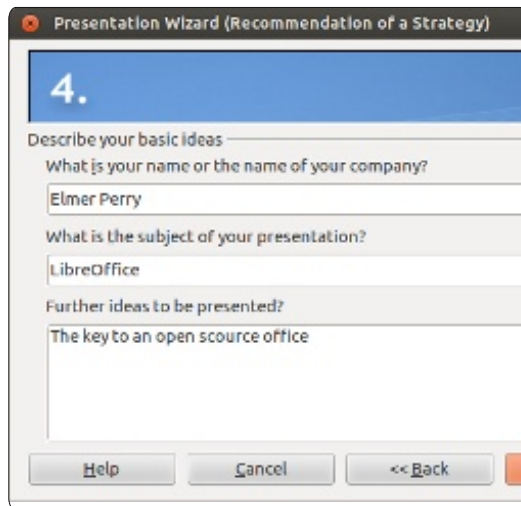 Presentation Wizard (Recommendation of a Strategy)
4.
Describe your basic ideas
What is your name or the name of your company?
Elmer Perry
What is the subject of your presentation?
LibreOffice
Further ideas to be presented?
The key to an open scource office
Help Cancel << Back